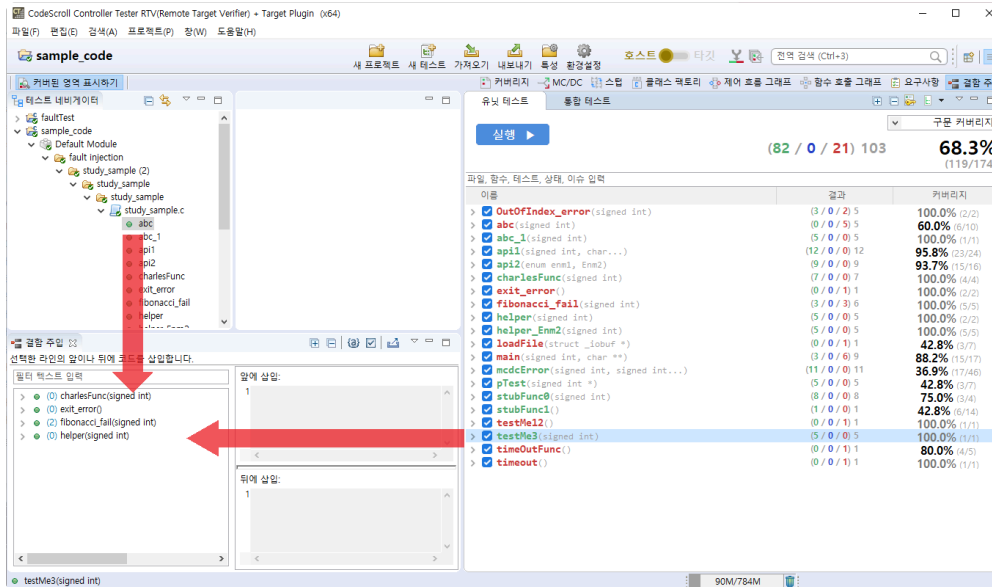 CodeScroll Controller Tester RTV(Remote Target Verifier) + Target Plugin (x64)
파일(F) 편집(E) 검색(A) 프로젝트(P) 창(W) 도움말(H)
sample_code
새 프로젝트 새 테스트 가져오기 내보내기 특성 환경설정
호스트 타깃
전역 검색 (Ctrl+3)
커버된 영역 표시하기
커버리지 MC/DC 스텁 클래스 팩토리 제어 흐름 그래프 함수 호출 그래프 요구사항 결함 주
테스트 네비게이터
faultTest
sample_code
Default Module
fault injection
study_sample (2)
study_sample
study_sample
study_sample.c
abc
abc_1
api1
api2
charlesFunc
exit_error
fibonacci_fail
helper
helper_Enm2
유닛 테스트 통합 테스트
실행
구문 커버리지
(82 / 0 / 21) 103
68.3%
(119/174
파일, 함수, 테스트, 상태, 이슈 입력
이름 결과 커버리지
OutOfIndex_error(signed int) (3 / 0 / 2) 5 100.0% (2/2)
abc(signed int) (0 / 0 / 5) 5 60.0% (6/10)
abc_1(signed int) (5 / 0 / 0) 5 100.0% (1/1)
api1(signed int, char...) (12 / 0 / 0) 12 95.8% (23/24)
api2(enum enm1, Enm2) (9 / 0 / 0) 9 93.7% (15/16)
charlesFunc(signed int) (7 / 0 / 0) 7 100.0% (4/4)
exit_error() (0 / 0 / 1) 1 100.0% (2/2)
fibonacci_fail(signed int) (3 / 0 / 3) 6 100.0% (5/5)
helper(signed int) (5 / 0 / 0) 5 100.0% (2/2)
helper_Enm2(signed int) (5 / 0 / 0) 5 100.0% (5/5)
loadFile(struct _iobuf *) (0 / 0 / 1) 1 42.8% (3/7)
main(signed int, char **) (3 / 0 / 6) 9 88.2% (15/17)
mcdcError(signed int, signed int...) (11 / 0 / 0) 11 36.9% (17/46)
pTest(signed int *) (5 / 0 / 0) 5 42.8% (3/7)
stubFunc0(signed int) (8 / 0 / 0) 8 75.0% (3/4)
stubFunc1() (1 / 0 / 0) 1 42.8% (6/14)
testMe12() (0 / 0 / 1) 1 100.0% (1/1)
testMe3(signed int) (5 / 0 / 0) 5 100.0% (1/1)
timeOutFunc() (0 / 0 / 1) 1 80.0% (4/5)
timeout() (0 / 0 / 1) 1 100.0% (1/1)
결함 주입
선택한 라인의 앞이나 뒤에 코드를 삽입합니다.
필터 텍스트 입력
(0) charlesFunc(signed int)
(0) exit_error()
(2) fibonacci_fail(signed int)
(0) helper(signed int)
앞에 삽입:
1
뒤에 삽입:
1
testMe3(signed int)
90M/784M